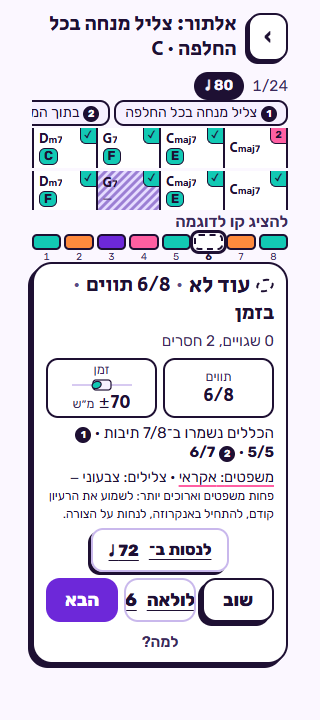 אלתור: צליל מנחה בכל
החלפה · C
1/24 ♩ 80
1 צליל מנחה בכל החלפה 2 בתוך המ
Dm7 G7 ✓ Cmaj7 ✓ Cmaj7 2
C F E
Dm7 ✓ G7 ✓ Cmaj7 ✓ Cmaj7 ✓
F – E
להציג קו לדוגמה
1 2 3 4 5 6 7 8
עוד לא • 6/8 תווים •
בזמן
0 שגויים, 2 חסרים
תווים
6/8
זמן
±70 מ״ש
הכללים נשמרו ב־7/8 תיבות • 1
5/5 • 2 6/7
משפטים: אקראי • צלילים: צבעוני –
פחות משפטים וארוכים יותר: לשמוע את הרעיון
קודם, להתחיל באנקרוזה, לנחות על הצורה.
לנסות ב־ ♩ 72
שוב
לולאה 6
הבא
למה?